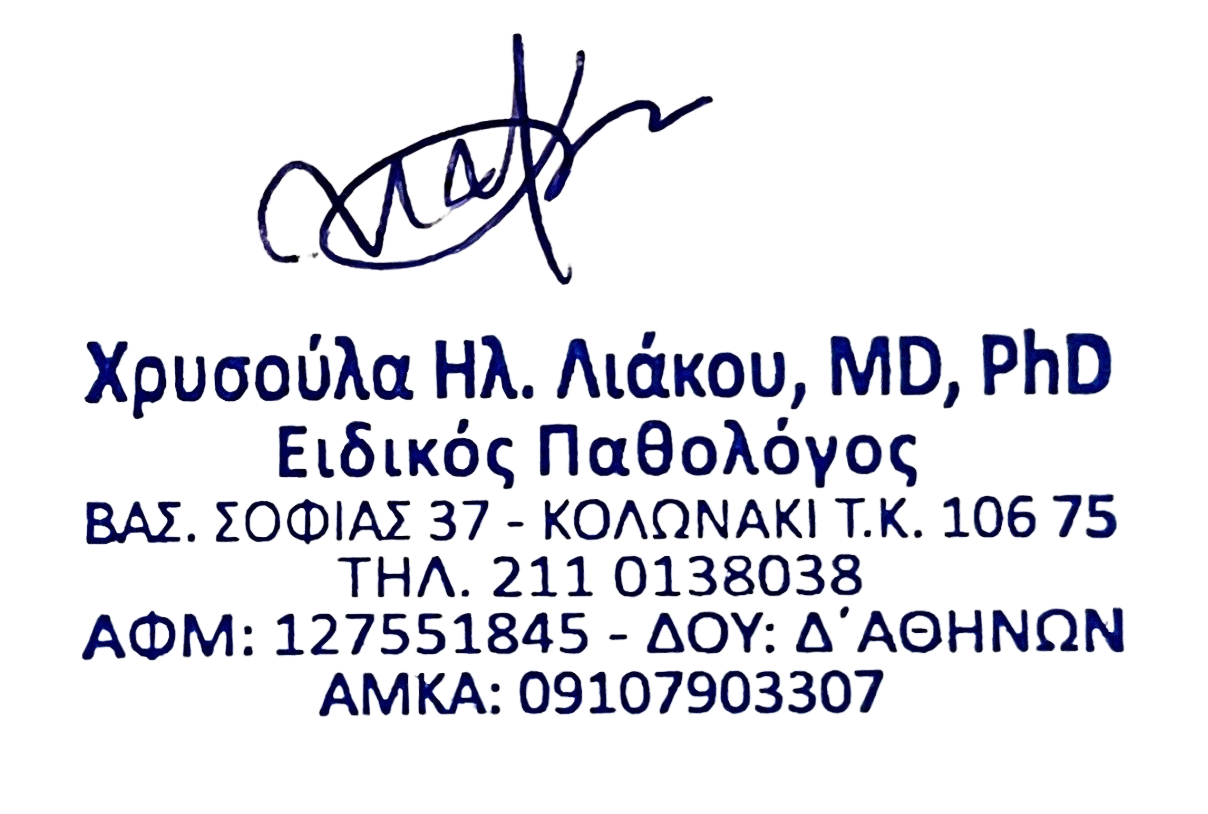 Χρυσούλα Ηλ. Λιάκου, MD, PhD
Ειδικός Παθολόγος
ΒΑΣ. ΣΟΦΙΑΣ 37 - ΚΟΛΩΝΑΚΙ Τ.Κ. 106 75
ΤΗΛ. 211 0138038
ΑΦΜ: 127551845 - ΔΟΥ: Δ΄ΑΘΗΝΩΝ
ΑΜΚΑ: 09107903307